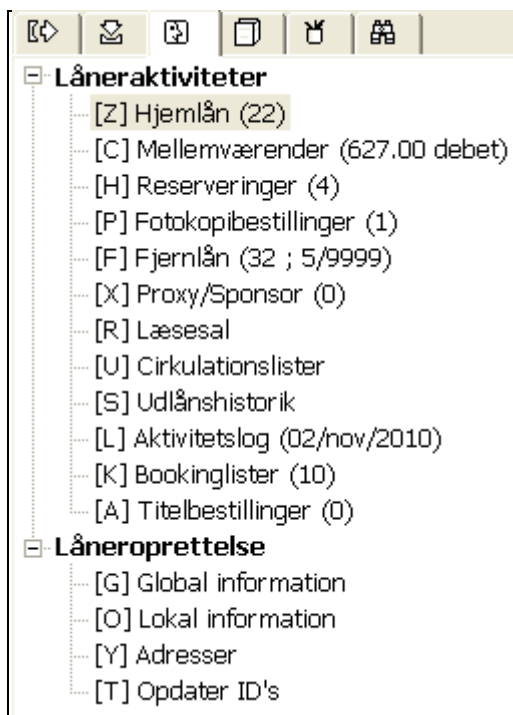 Låneraktiviteter
[Z] Hjemlån (22)
[C] Mellemværender (627.00 debet)
[H] Reserveringer (4)
[P] Fotokopibestillinger (1)
[F] Fjernlån (32 ; 5/9999)
[X] Proxy/Sponsor (0)
[R] Læsesal
[U] Cirkulationslister
[S] Udlånshistorik
[L] Aktivitetslog (02/nov/2010)
[K] Bookinglister (10)
[A] Titelbestillinger (0)
Låneroprettelse
[G] Global information
[O] Lokal information
[Y] Adresser
[T] Opdater ID's